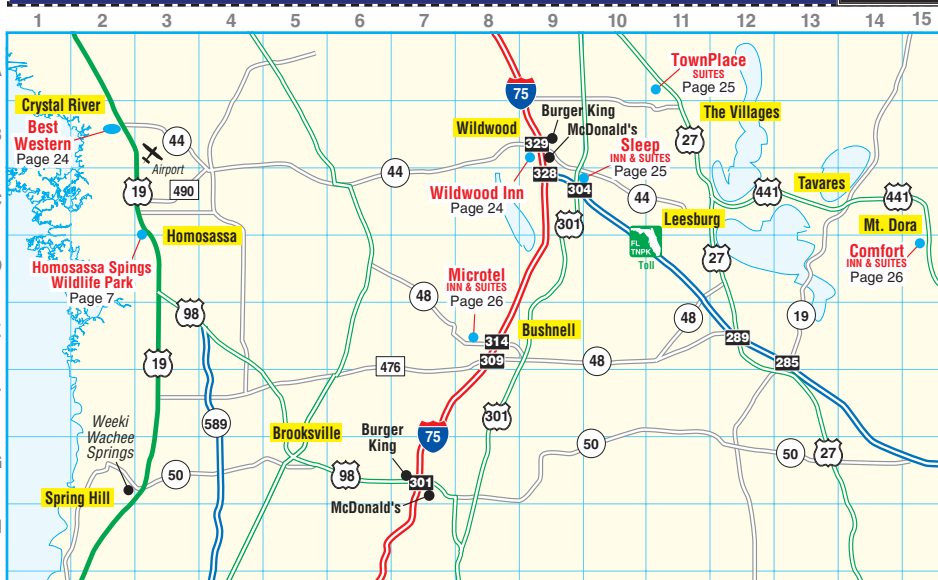 1 2 3 4 5 6 7 8 9 10 11 12 13 14 15
TownPlace
SUITES
Page 25
75
Crystal River
The Villages
Burger King
Best
Western
Page 24
Wildwood
McDonald's
44
329
27
Sleep
INN & SUITES
Page 25
Airport
44
328
19
490
Wildwood Inn
Page 24
304
44
441
Tavares
441
301
Leesburg
Mt. Dora
Homosassa
FL
TNPK
Toll
27
Comfort
INN & SUITES
Page 26
Homosassa Spings
Wildlife Park
Page 7
Microtel
INN & SUITES
Page 26
48
98
48
19
Bushnell
314
289
19
309
48
285
476
301
589
Weeki
Wachee
Springs
Brooksville
Burger
King
75
50
50
27
50
98
301
Spring Hill
McDonald's